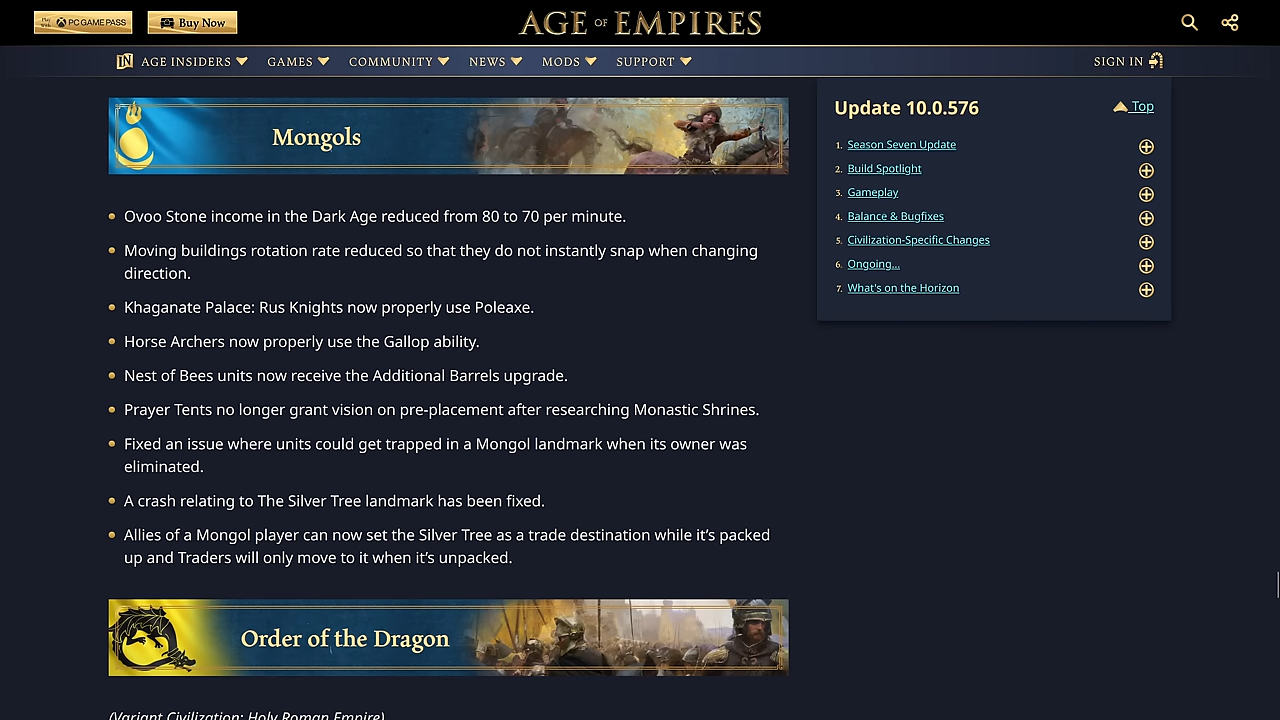 Play with PC GAME PASS
Buy Now
AGE OF EMPIRES
IN AGE INSIDERS
GAMES
COMMUNITY
NEWS
MODS
SUPPORT
SIGN IN
Mongols
Ovoo Stone income in the Dark Age reduced from 80 to 70 per minute.
Moving buildings rotation rate reduced so that they do not instantly snap when changing
direction.
Khaganate Palace: Rus Knights now properly use Poleaxe.
Horse Archers now properly use the Gallop ability.
Nest of Bees units now receive the Additional Barrels upgrade.
Prayer Tents no longer grant vision on pre-placement after researching Monastic Shrines.
Fixed an issue where units could get trapped in a Mongol landmark when its owner was
eliminated.
A crash relating to The Silver Tree landmark has been fixed.
Allies of a Mongol player can now set the Silver Tree as a trade destination while it’s packed
up and Traders will only move to it when it’s unpacked.
Order of the Dragon
(Variant Civilization: Holy Roman Empire)
Update 10.0.576
Top
1. Season Seven Update
2. Build Spotlight
3. Gameplay
4. Balance & Bugfixes
5. Civilization-Specific Changes
6. Ongoing...
7. What's on the Horizon